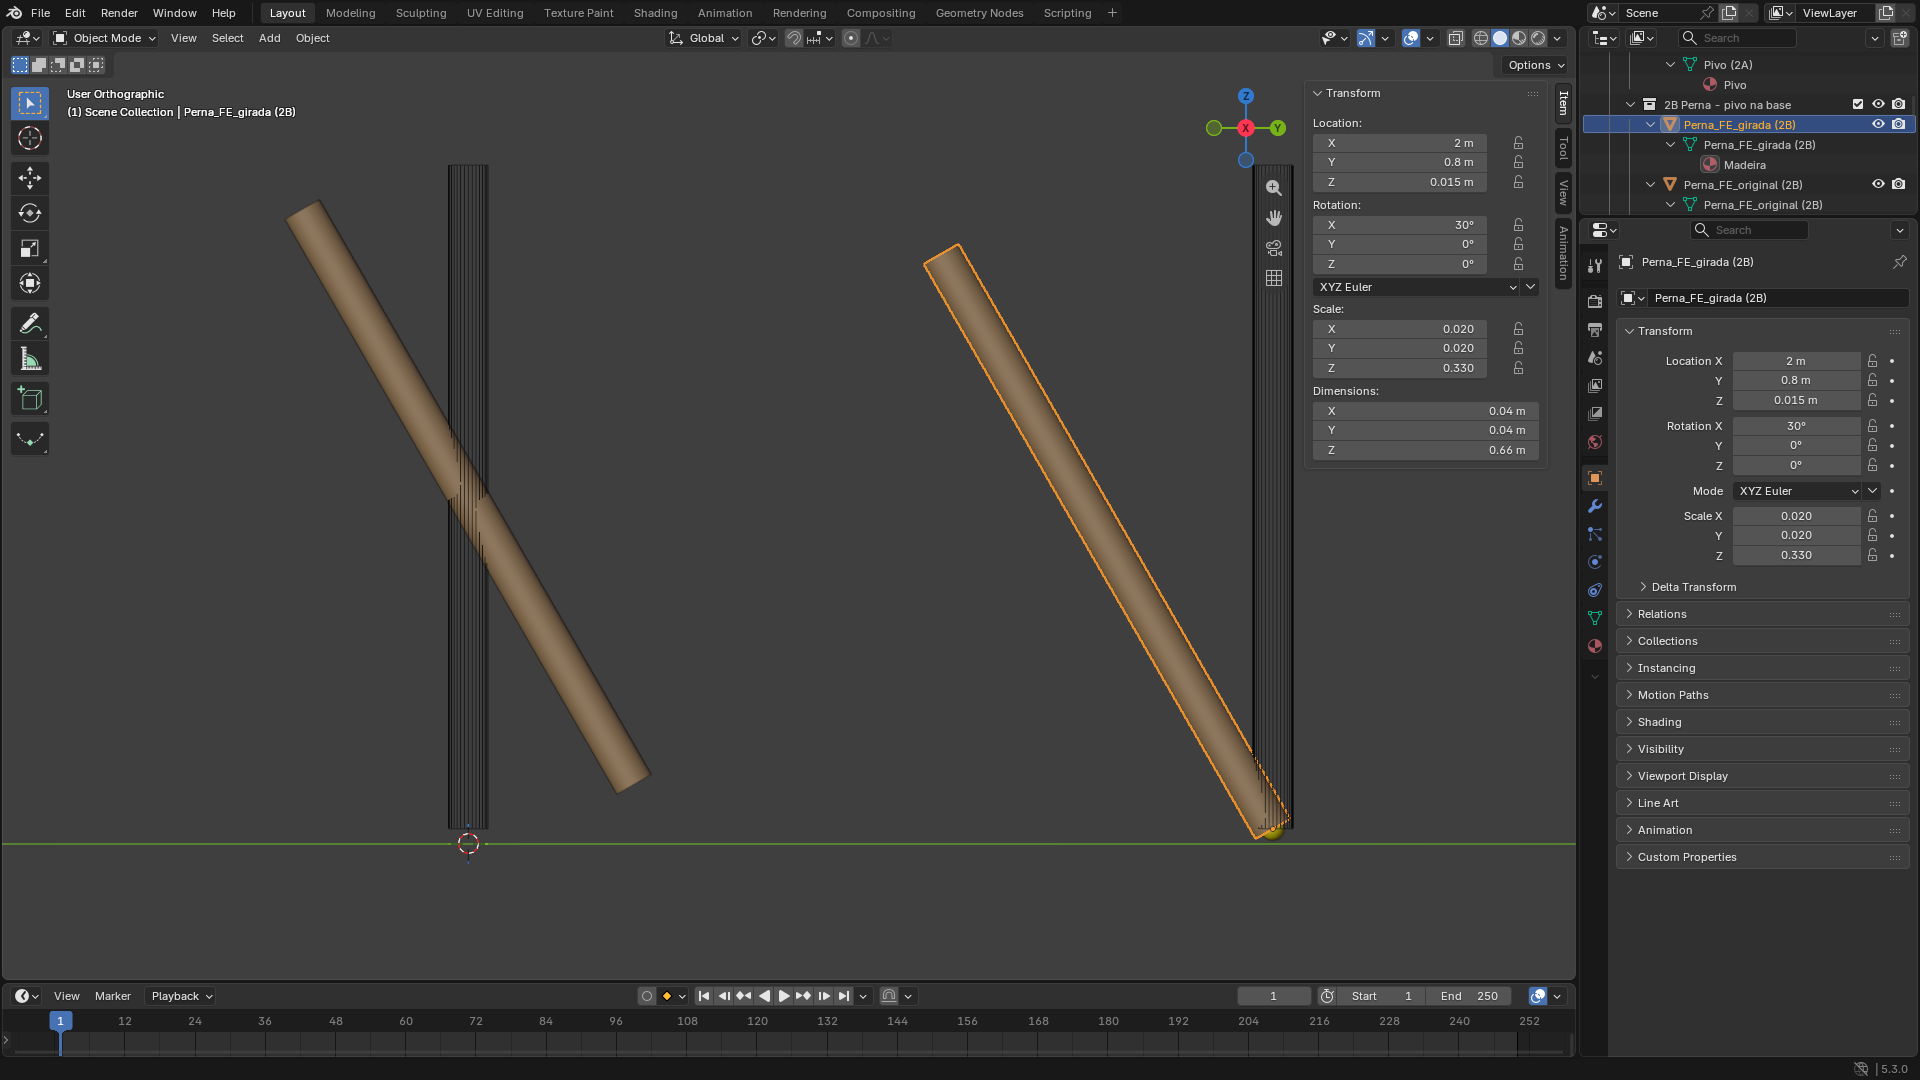 File Edit Render Window Help Layout Modeling Sculpting UV Editing Texture Paint Shading Animation Rendering Compositing Geometry Nodes Scripting Scene ViewLayer
Object Mode View Select Add Object Global Search
Options
User Orthographic
(1) Scene Collection | Perna_FE_girada (2B)
Z
X
Y
Transform
Location:
X 2 m
Y 0.8 m
Z 0.015 m
Rotation:
X 30°
Y 0°
Z 0°
XYZ Euler
Scale:
X 0.020
Y 0.020
Z 0.330
Dimensions:
X 0.04 m
Y 0.04 m
Z 0.66 m
Item
Tool
View
Animation
Pivo (2A)
Pivo
2B Perna - pivo na base
Perna_FE_girada (2B)
Perna_FE_girada (2B)
Madeira
Perna_FE_original (2B)
Perna_FE_original (2B)
Search
Perna_FE_girada (2B)
Perna_FE_girada (2B)
Transform
Location X 2 m
Y 0.8 m
Z 0.015 m
Rotation X 30°
Y 0°
Z 0°
Mode XYZ Euler
Scale X 0.020
Y 0.020
Z 0.330
Delta Transform
Relations
Collections
Instancing
Motion Paths
Shading
Visibility
Viewport Display
Line Art
Animation
Custom Properties
View Marker Playback 1 Start 1 End 250
1 12 24 36 48 60 72 84 96 108 120 132 144 156 168 180 192 204 216 228 240 252
5.3.0